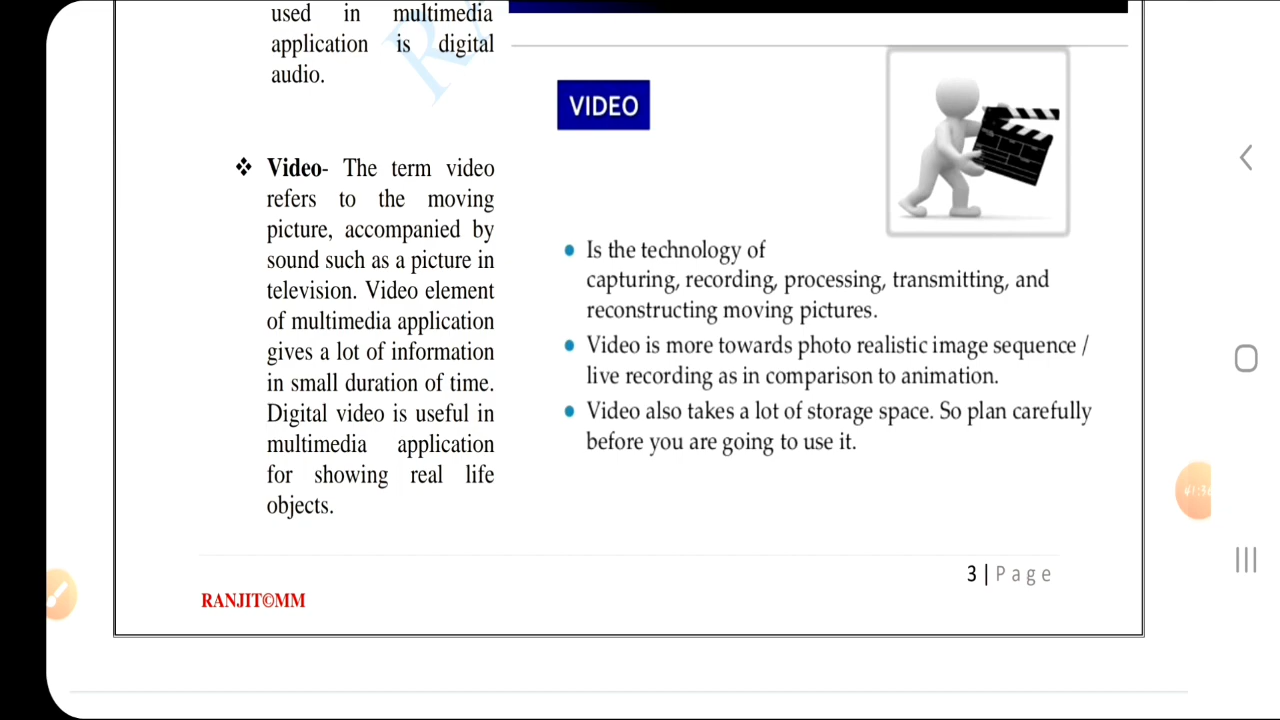 used in multimedia
application is digital
audio.
❖ Video- The term video
refers to the moving
picture, accompanied by
sound such as a picture in
television. Video element
of multimedia application
gives a lot of information
in small duration of time.
Digital video is useful in
multimedia application
for showing real life
objects.
VIDEO
• Is the technology of
capturing, recording, processing, transmitting, and
reconstructing moving pictures.
• Video is more towards photo realistic image sequence /
live recording as in comparison to animation.
• Video also takes a lot of storage space. So plan carefully
before you are going to use it.
3 | Page
RANJIT©MM